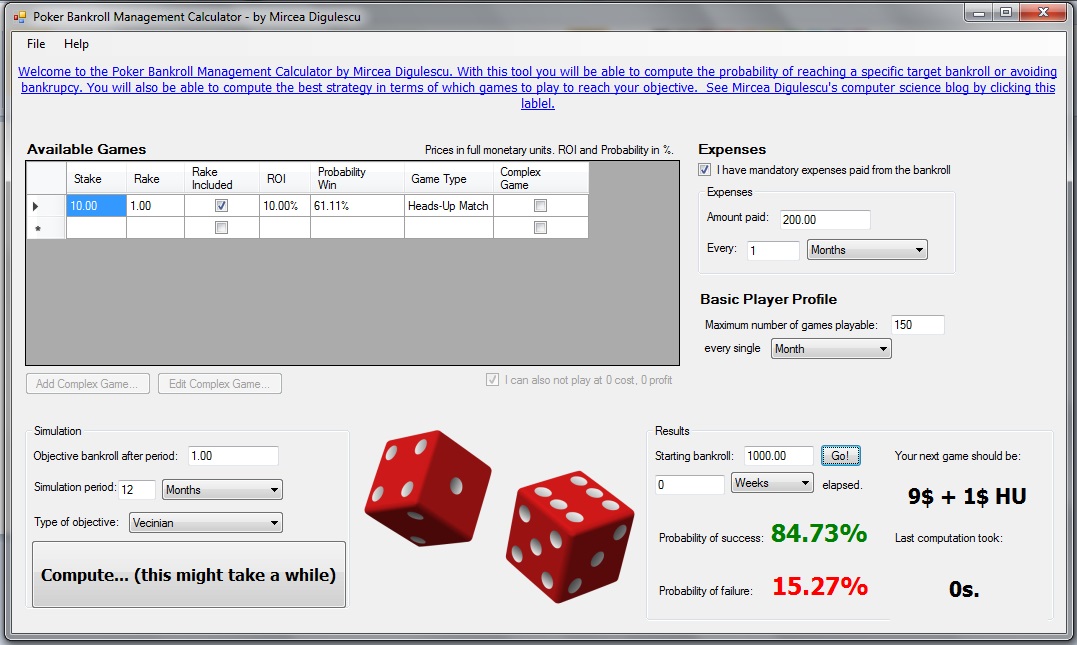 Poker Bankroll Management Calculator - by Mircea Digulescu
File Help
Welcome to the Poker Bankroll Management Calculator by Mircea Digulescu. With this tool you will be able to compute the probability of reaching a specific target bankroll or avoiding
bankrupcy. You will also be able to compute the best strategy in terms of which games to play to reach your objective.  See Mircea Digulescu's computer science blog by clicking this
lablel.
Available Games
Prices in full monetary units. ROI and Probability in %.
Stake Rake Rake Included ROI Probability Win Game Type Complex Game
10.00 1.00 10.00% 61.11% Heads-Up Match
Add Complex Game... Edit Complex Game...
I can also not play at 0 cost, 0 profit
Expenses
I have mandatory expenses paid from the bankroll
Expenses
Amount paid: 200.00
Every: 1 Months
Basic Player Profile
Maximum number of games playable: 150
every single Month
Simulation
Objective bankroll after period: 1.00
Simulation period: 12 Months
Type of objective: Vecinian
Compute... (this might take a while)
Results
Starting bankroll: 1000.00 Go!
0 Weeks elapsed.
Probability of success: 84.73%
Probability of failure: 15.27%
Your next game should be:
9$ + 1$ HU
Last computation took:
0s.